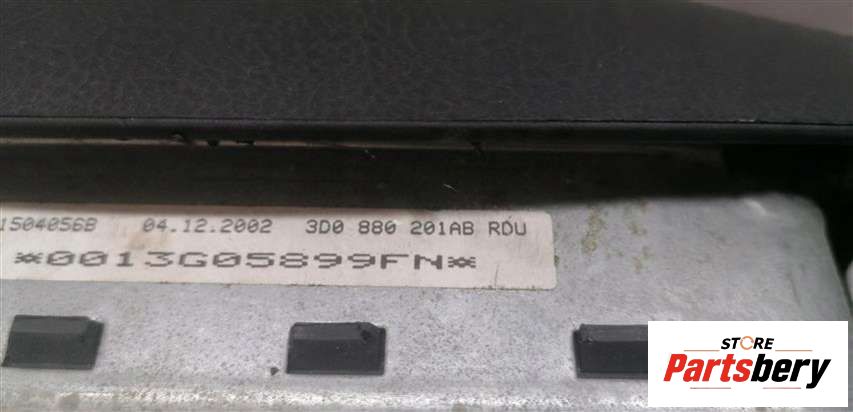 1504056B 04.12.2002 3D0 880 201AB RDU
*0013G05899FN*
STORE
Partsbery